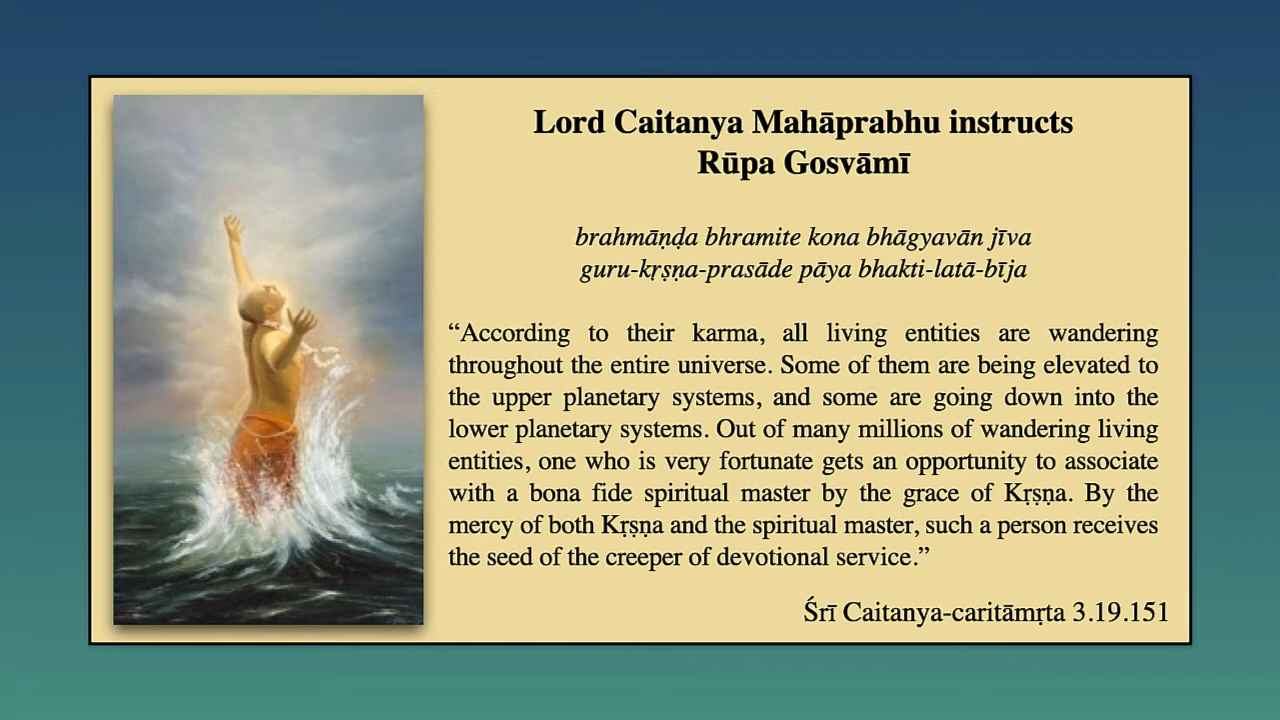 Lord Caitanya Mahāprabhu instructs
Rūpa Gosvāmī
brahmāṇḍa bhramite kona bhāgyavān jīva
guru-kṛṣṇa-prasāde pāya bhakti-latā-bīja
“According to their karma, all living entities are wandering
throughout the entire universe. Some of them are being elevated to
the upper planetary systems, and some are going down into the
lower planetary systems. Out of many millions of wandering living
entities, one who is very fortunate gets an opportunity to associate
with a bona fide spiritual master by the grace of Kṛṣṇa. By the
mercy of both Kṛṣṇa and the spiritual master, such a person receives
the seed of the creeper of devotional service.”
Śrī Caitanya-caritāmṛta 3.19.151